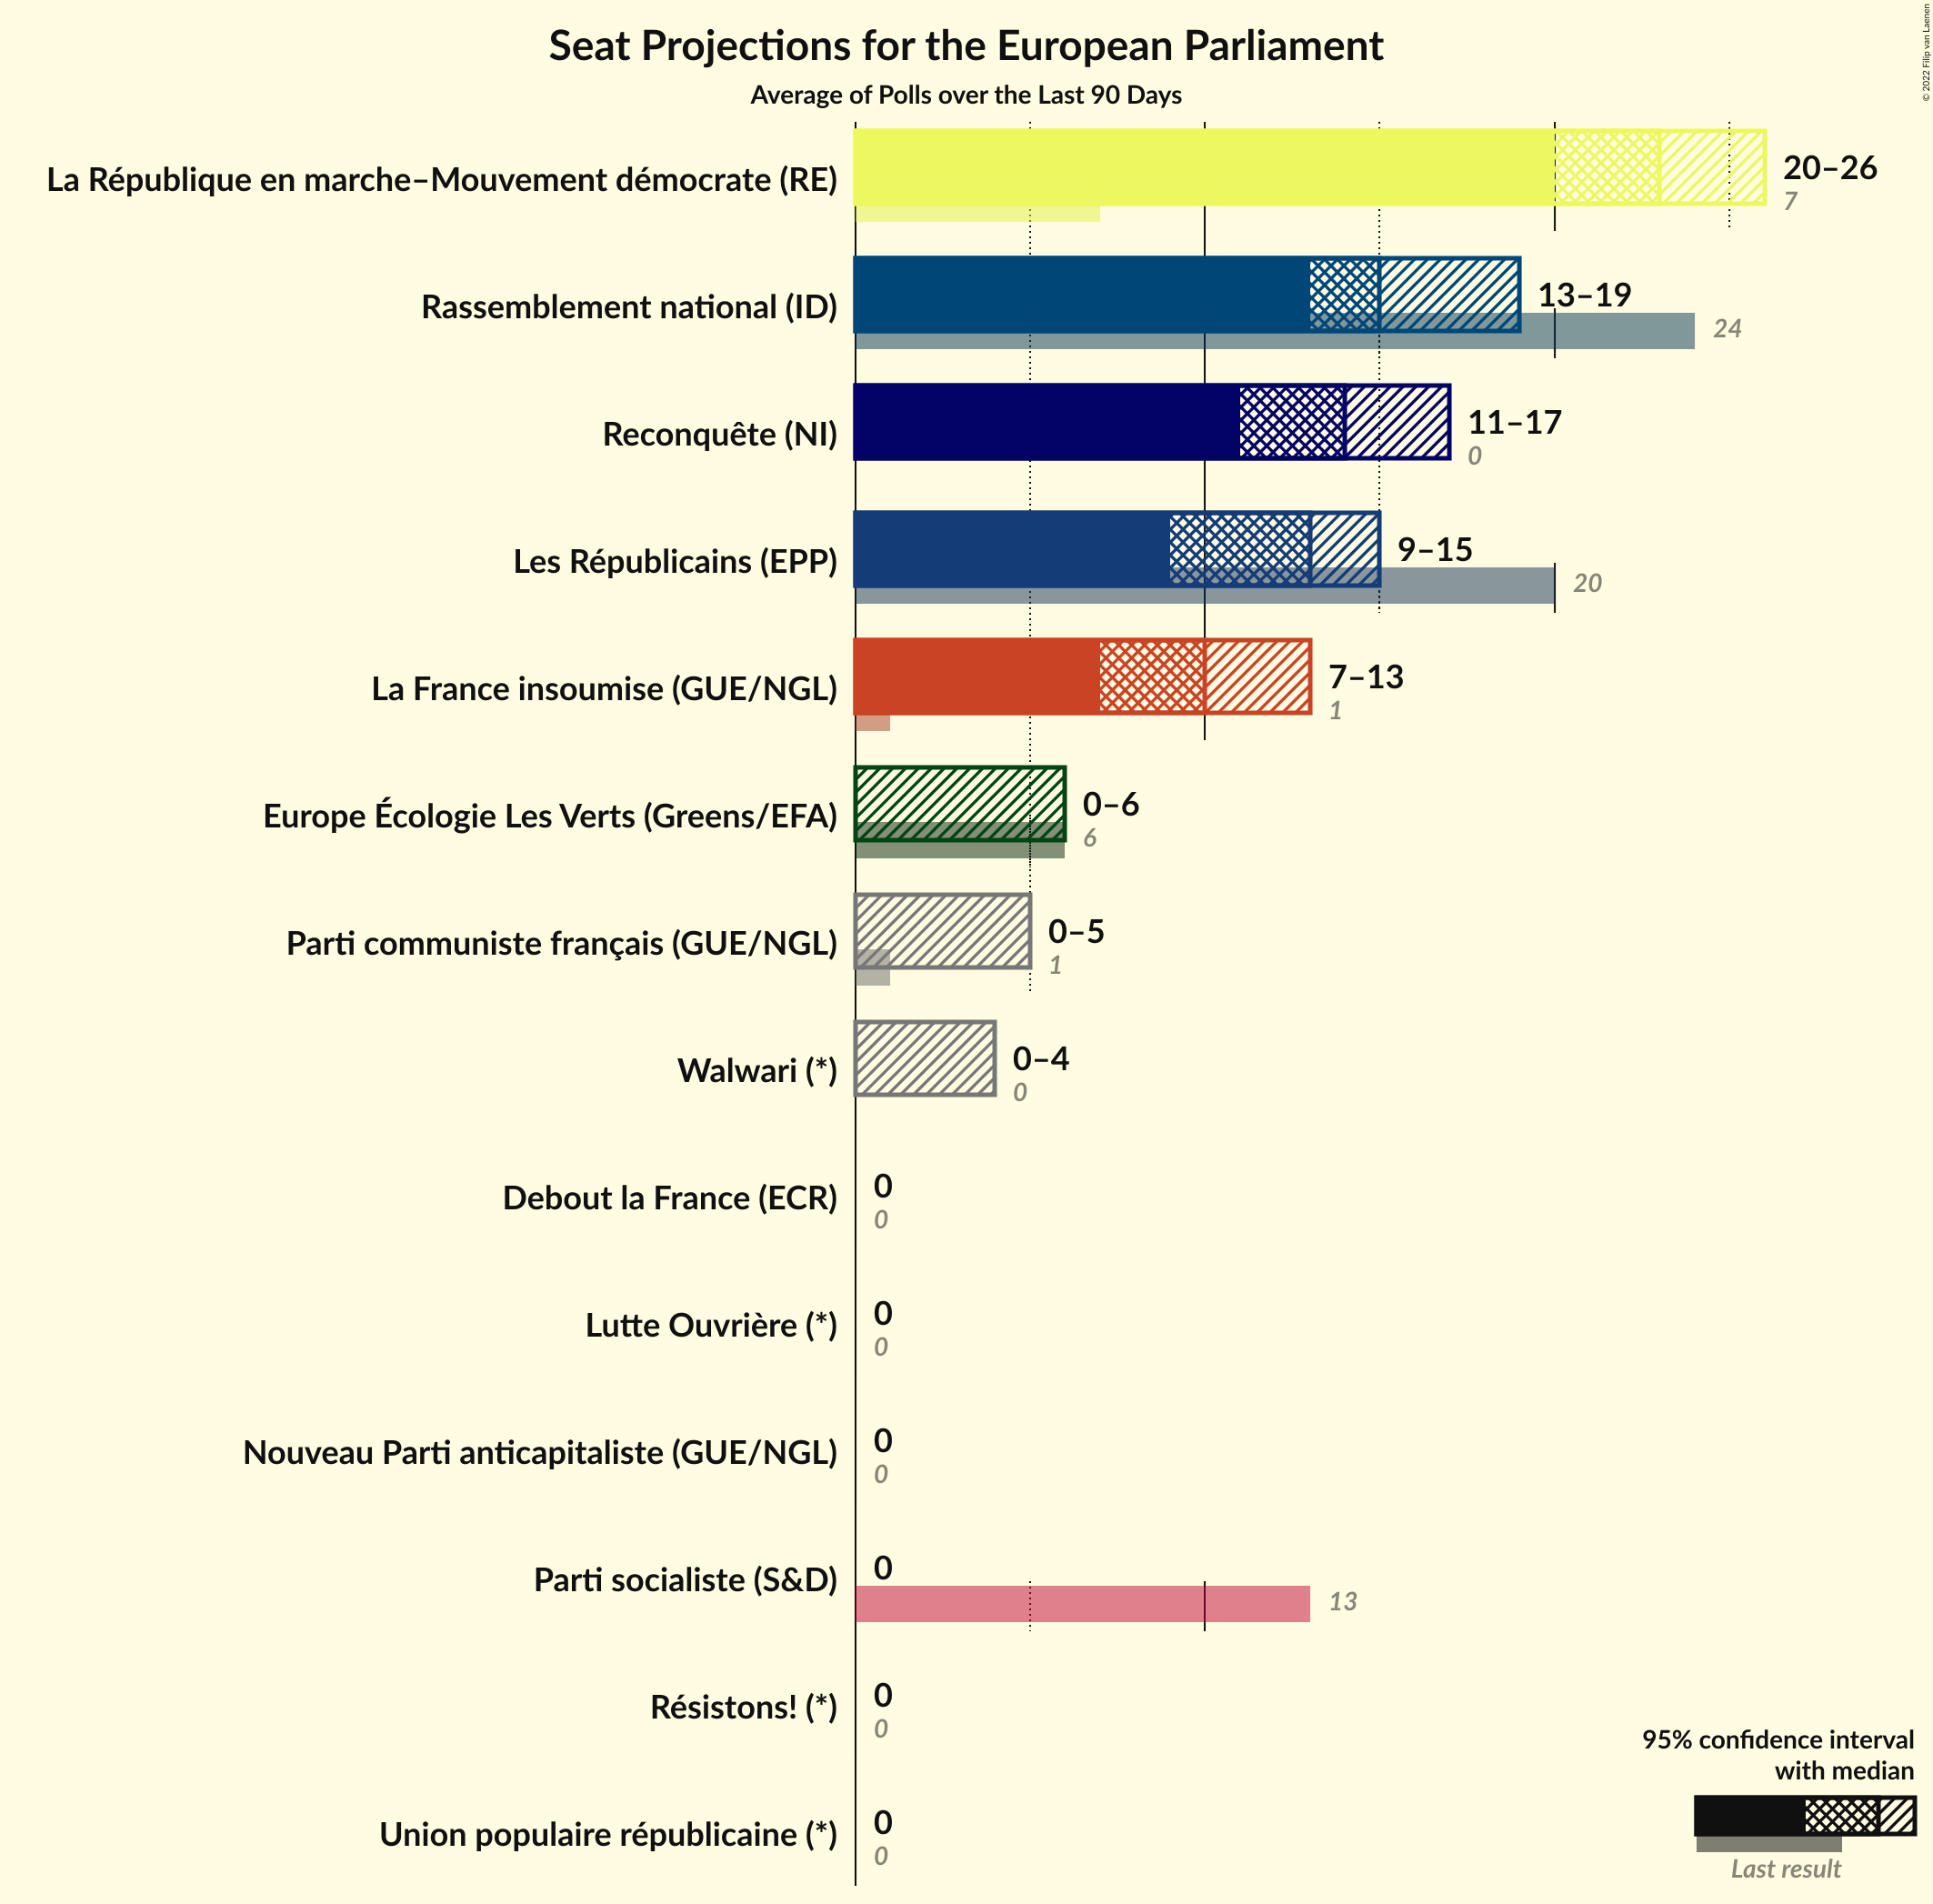 Seat Projections for the European Parliament
Average of Polls over the Last 90 Days
© 2022 Filip van Laenen
La République en marche–Mouvement démocrate (RE)
20–26
7
Rassemblement national (ID)
13–19
24
Reconquête (NI)
11–17
0
Les Républicains (EPP)
9–15
20
La France insoumise (GUE/NGL)
7–13
1
Europe Écologie Les Verts (Greens/EFA)
0–6
6
Parti communiste français (GUE/NGL)
0–5
1
Walwari (*)
0–4
0
Debout la France (ECR)
0
0
Lutte Ouvrière (*)
0
0
Nouveau Parti anticapitaliste (GUE/NGL)
0
0
Parti socialiste (S&D)
0
13
Résistons! (*)
0
0
Union populaire républicaine (*)
0
0
95% confidence interval
with median
Last result